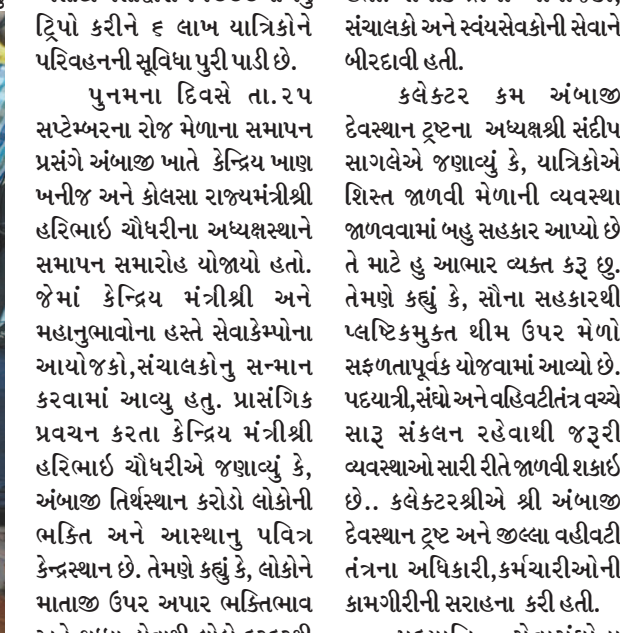 ટ્રિપો કરીને ૬ લાખ યાત્રિકોને
પરિવહનની સૂવિધા પુરી પાડી છે.
પુનમના દિવસે તા.૨૫
સપ્ટેમ્બરના રોજ મેળાના સમાપન
પ્રસંગે અંબાજી ખાતે કેન્દ્રિય ખાણ
ખનીજ અને કોલસા રાજ્યમંત્રીશ્રી
હરિભાઇ ચૌધરીના અધ્યક્ષસ્થાને
સમાપન સમારોહ યોજાયો હતો.
જેમાં કેન્દ્રિય મંત્રીશ્રી અને
મહાનુભાવોના હસ્તે સેવાકેમ્પોના
આયોજકો,સંચાલકોનુ સન્માન
કરવામાં આવ્યુ હતુ. પ્રાસંગિક
પ્રવચન કરતા કેન્દ્રિય મંત્રીશ્રી
હરિભાઇ ચૌધરીએ જણાવ્યું કે,
અંબાજી તિર્થસ્થાન કરોડો લોકોની
ભક્તિ અને આસ્થાનુ પવિત્ર
કેન્દ્રસ્થાન છે. તેમણે કહ્યું કે, લોકોને
માતાજી ઉપર અપાર ભક્તિભાવ
સંચાલકો અને સ્વંયસેવકોની સેવાને
બીરદાવી હતી.
કલેક્ટર કમ અંબાજી
દેવસ્થાન ટ્રષ્ટના અધ્યક્ષશ્રી સંદીપ
સાગલેએ જણાવ્યું કે, યાત્રિકોએ
શિસ્ત જાળવી મેળાની વ્યવસ્થા
જાળવવામાં બહુ સહકાર આપ્યો છે
તે માટે હુ આભાર વ્યક્ત કરૂ છુ.
તેમણે કહ્યું કે, સૌના સહકારથી
પ્લષ્ટિકમુક્ત થીમ ઉપર મેળો
સફળતાપૂર્વક યોજવામાં આવ્યો છે.
પદયાત્રી,સંઘો અને વહિવટીતંત્ર વચ્ચે
સારૂ સંકલન રહેવાથી જરૂરી
વ્યવસ્થાઓ સારી રીતે જાળવી શકાઇ
છે.. કલેક્ટરશ્રીએ શ્રી અંબાજી
દેવસ્થાન ટ્રષ્ટ અને જીલ્લા વહીવટી
તંત્રના અધિકારી,કર્મચારીઓની
કામગીરીની સરાહના કરી હતી.